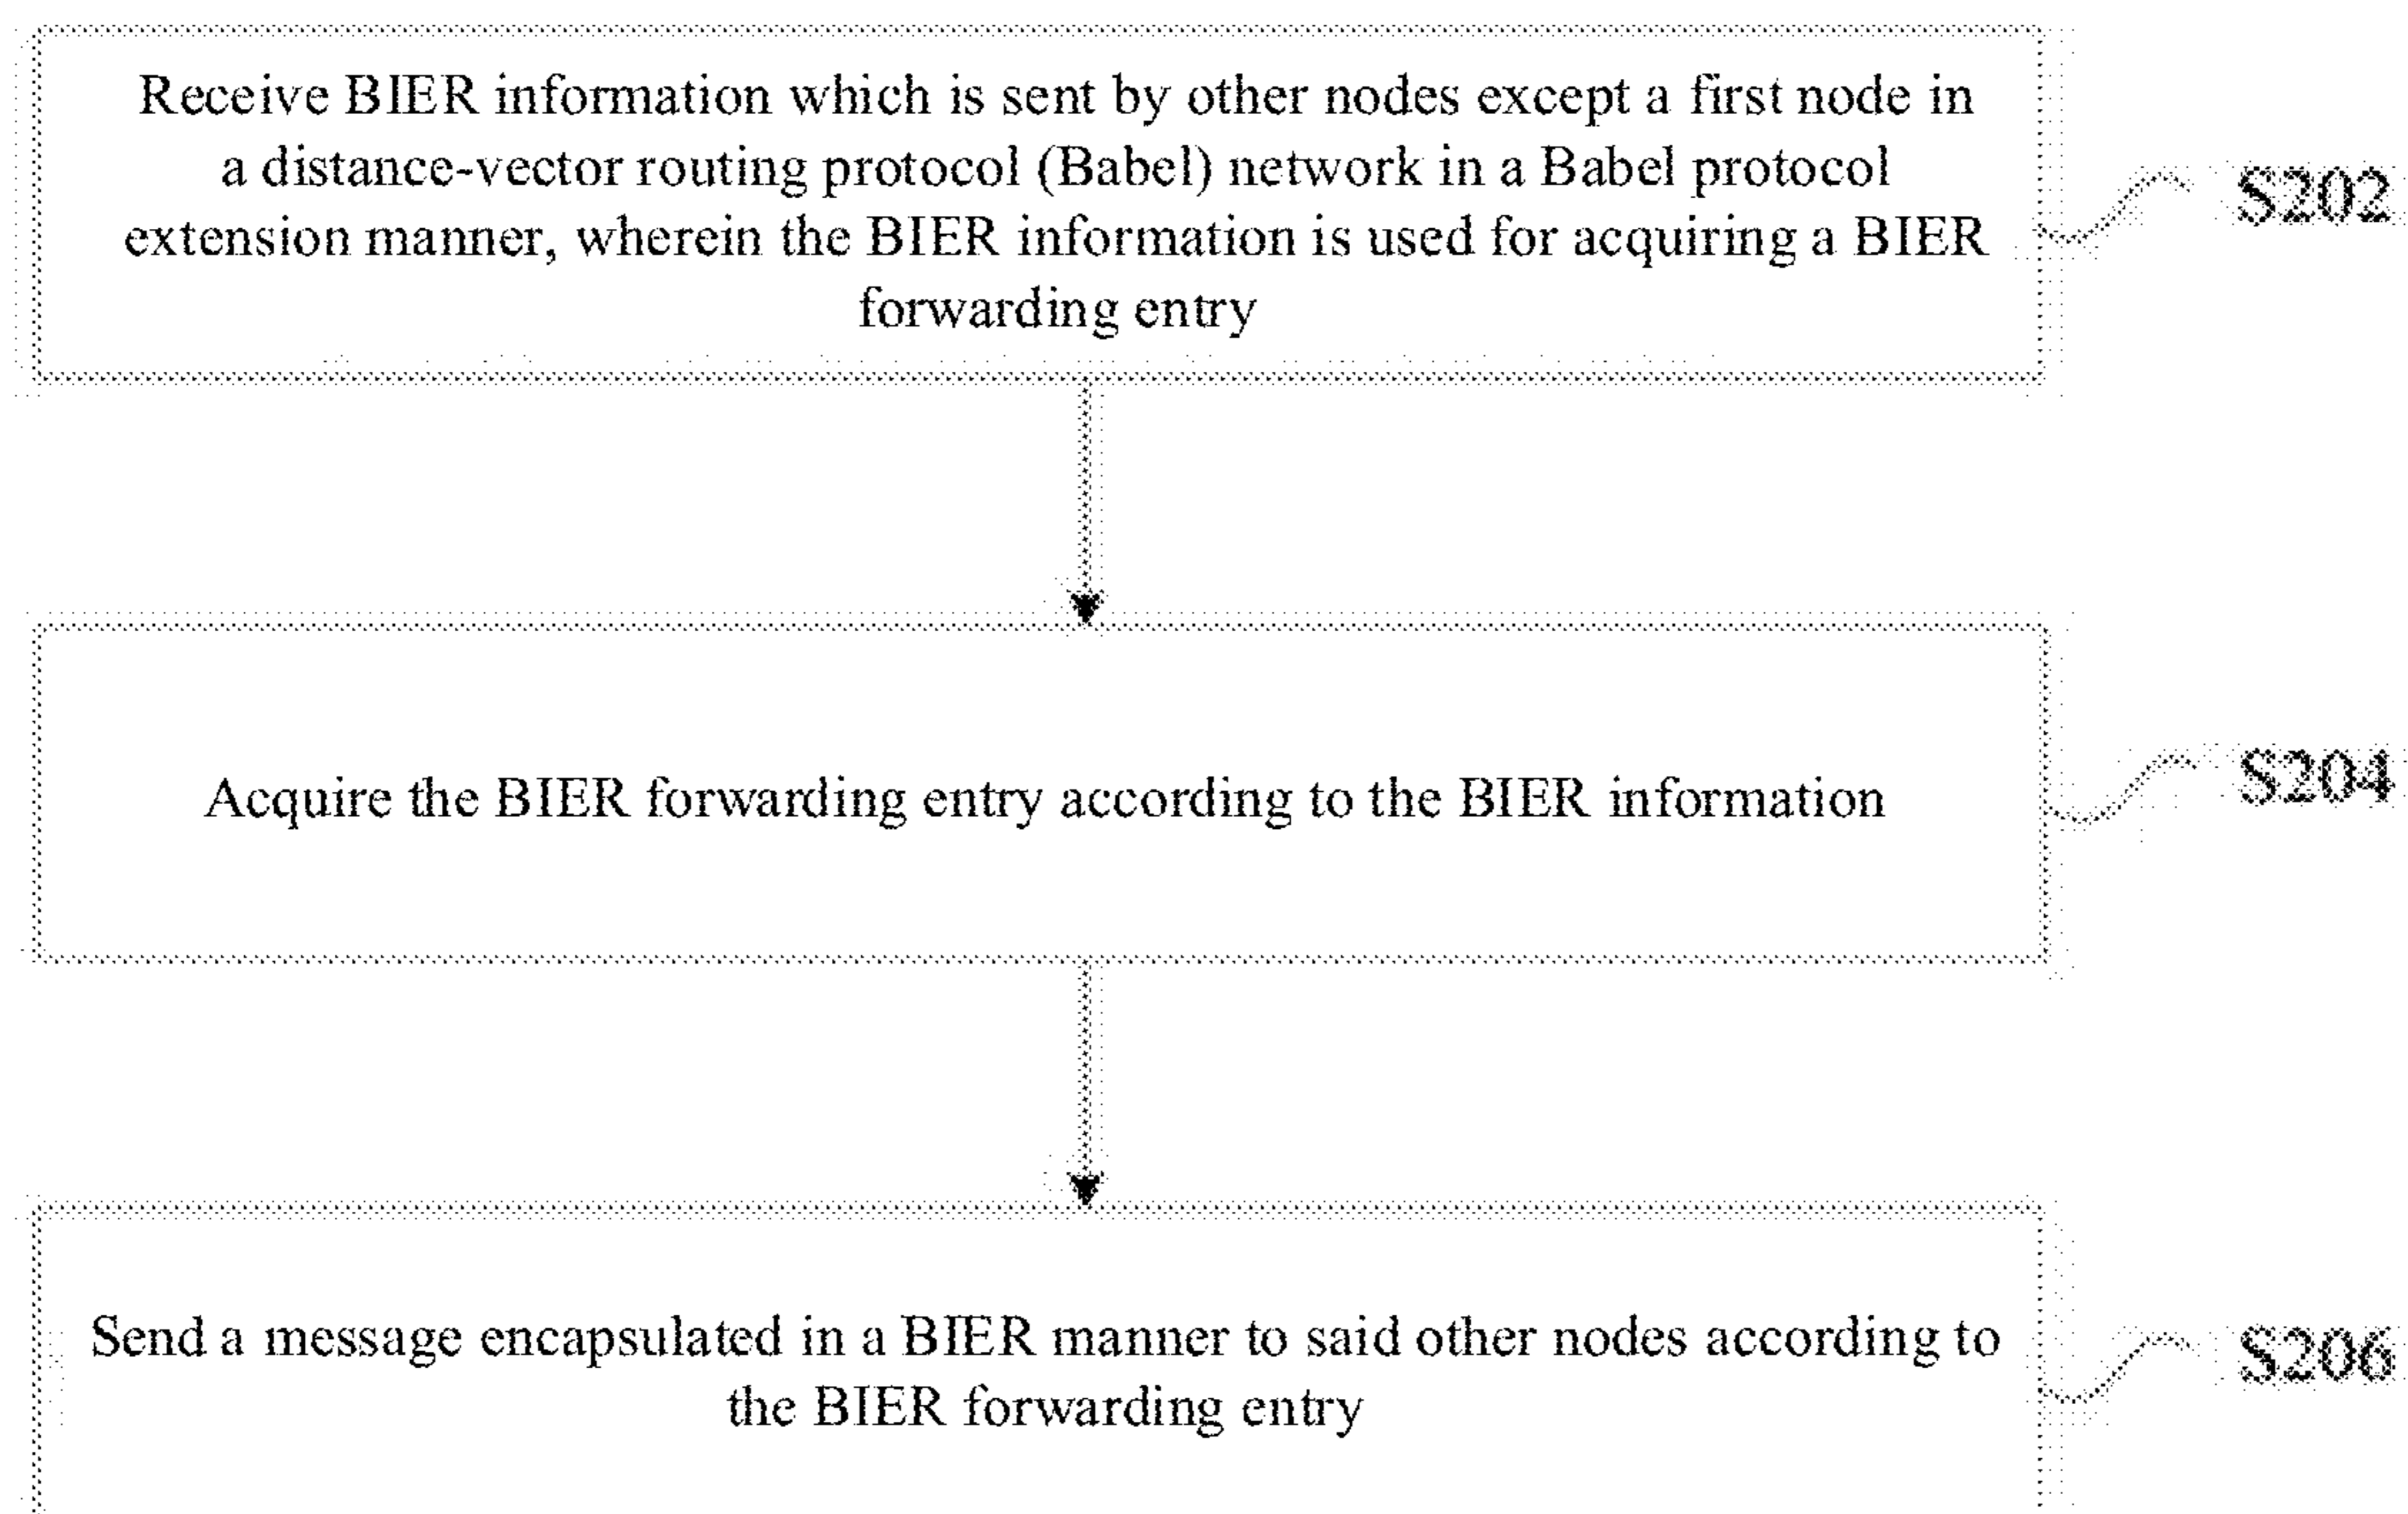 Receive BIER information which is sent by other nodes except a first node in
a distance-vector routing protocol (Babel) network in a Babel protocol
extension manner, wherein the BIER information is used for acquiring a BIER
forwarding entry
S202
Acquire the BIER forwarding entry according to the BIER information
S204
Send a message encapsulated in a BIER manner to said other nodes according to
the BIER forwarding entry
S206